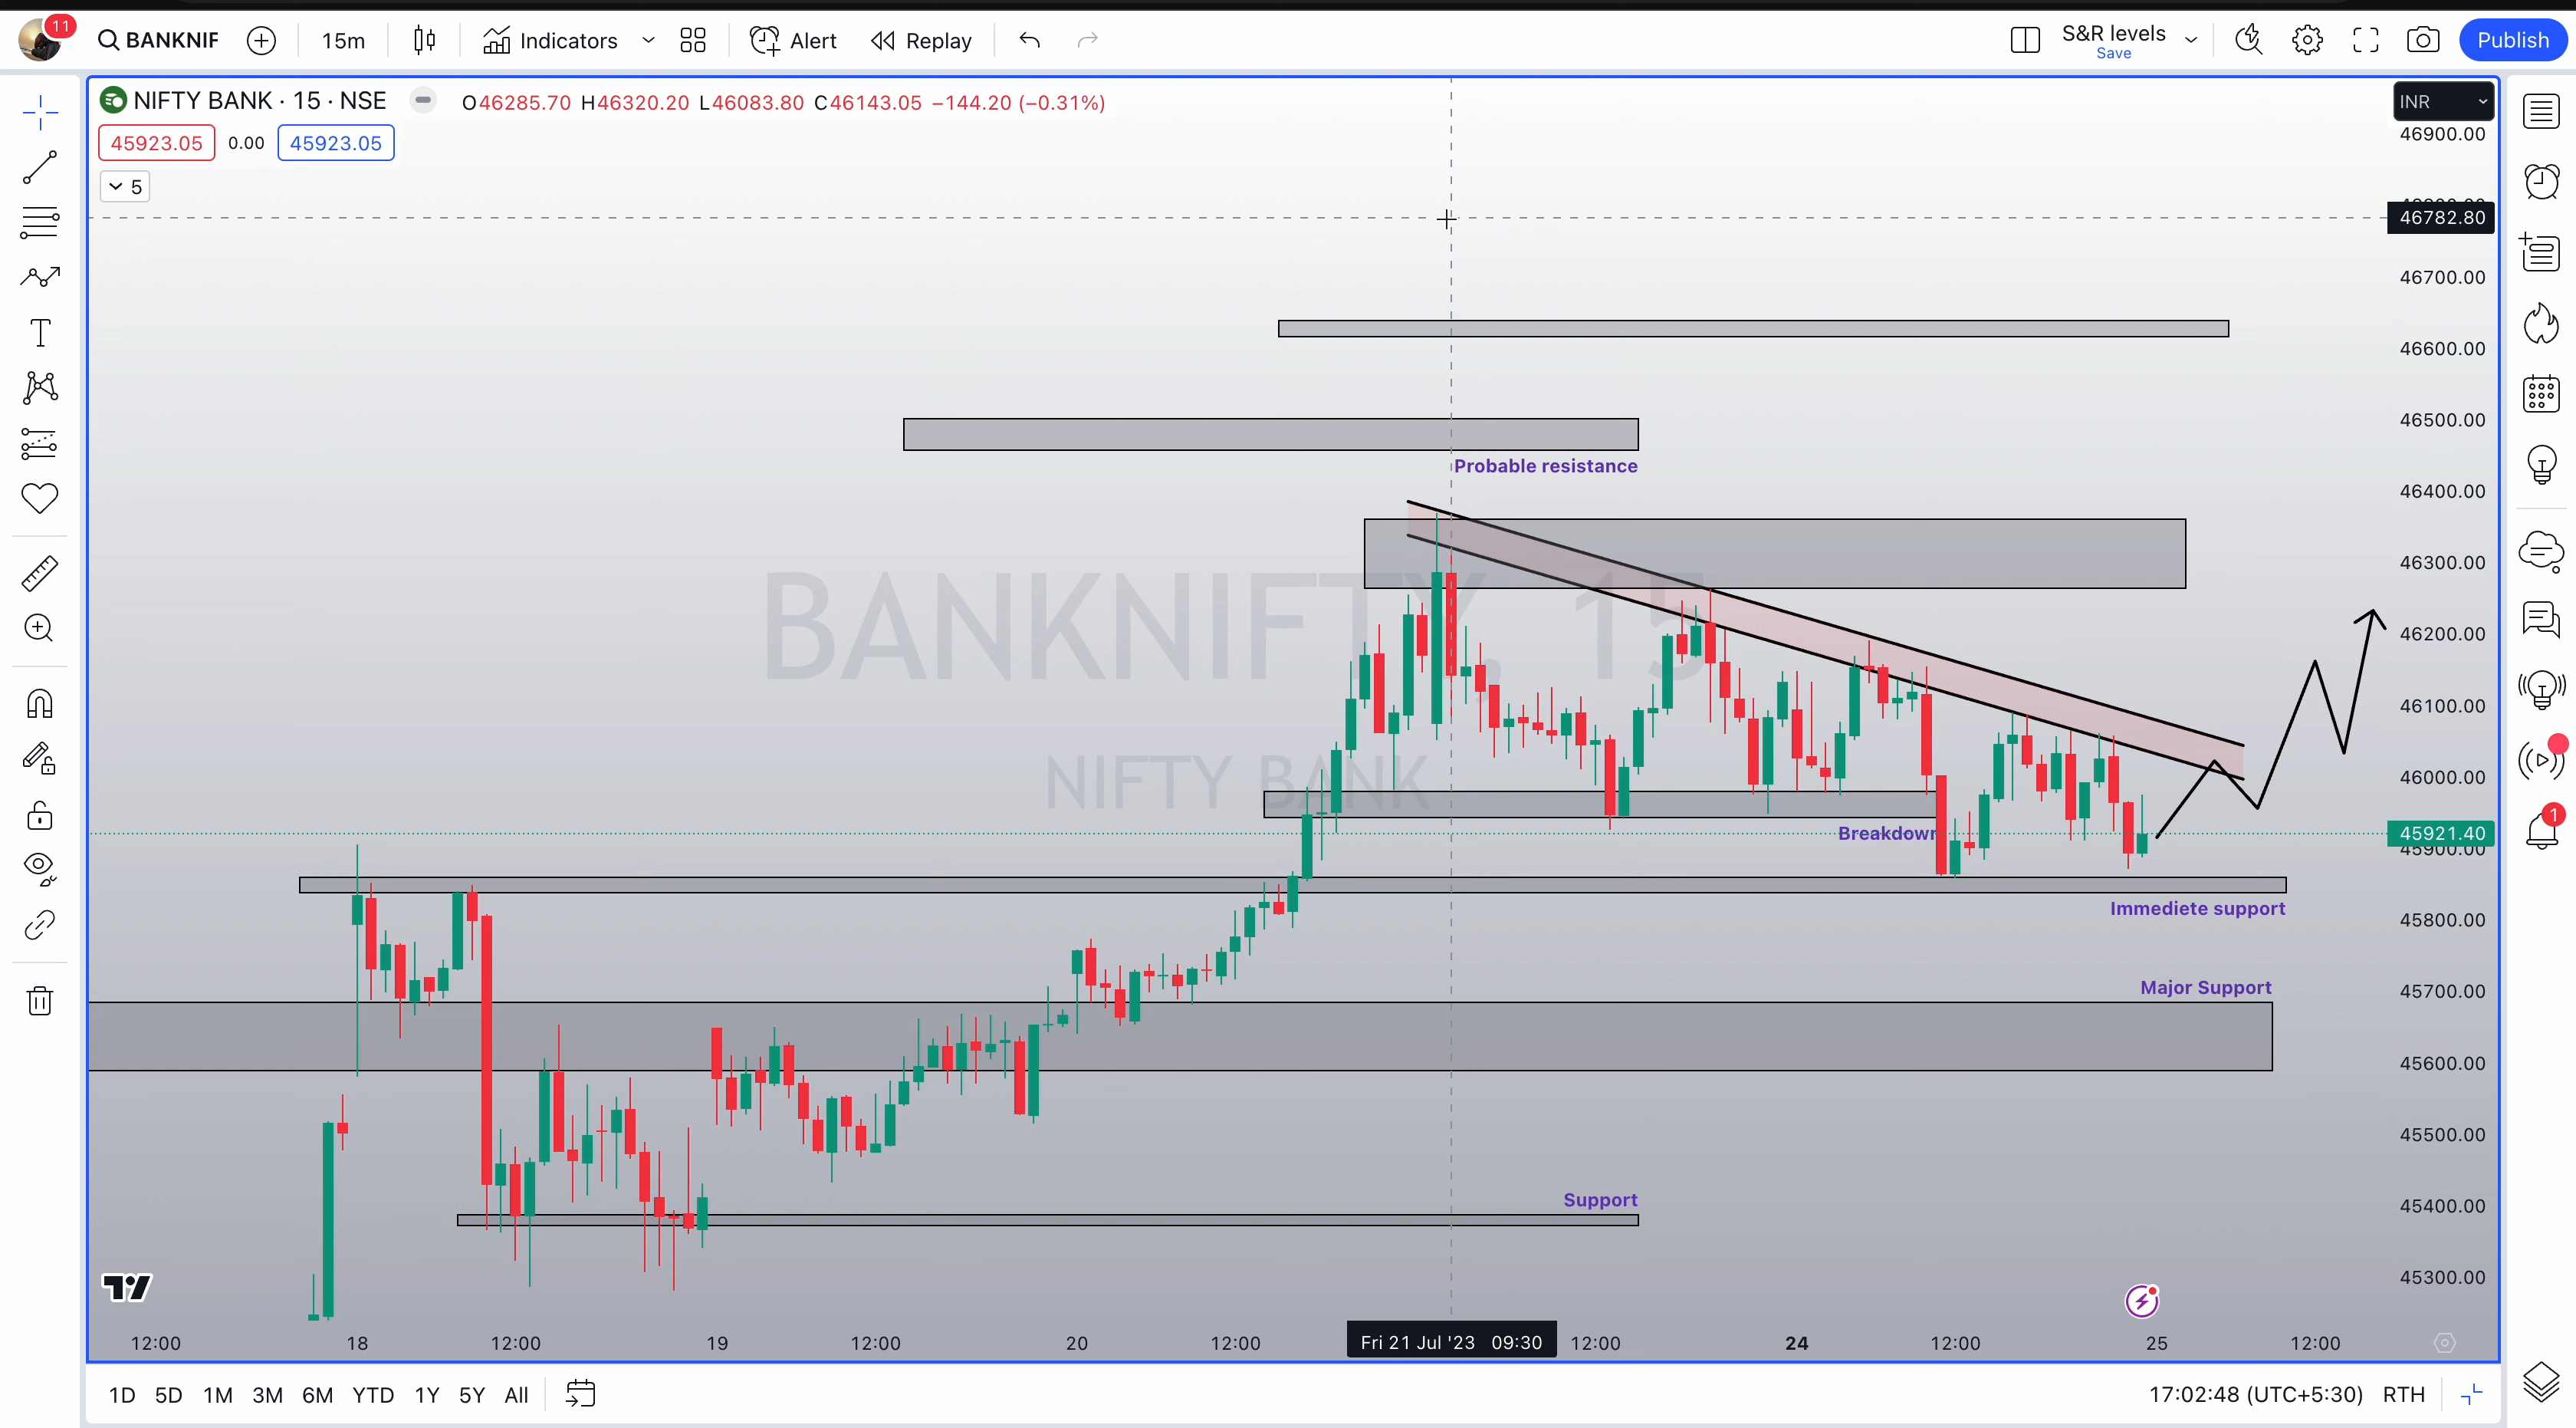 11
BANKNIF
15m
Indicators
Alert
Replay
S&R levels
Save
Publish
NIFTY BANK · 15 · NSE
O46285.70 H46320.20 L46083.80 C46143.05 −144.20 (−0.31%)
INR
45923.05 0.00 45923.05
5
46900.00
46782.80
46700.00
46600.00
46500.00
46400.00
46300.00
46200.00
46100.00
46000.00
45921.40
45900.00
45800.00
45700.00
45600.00
45500.00
45400.00
45300.00
Probable resistance
BANKNIFTY, 15
NIFTY BANK
Breakdown
Immediete support
Major Support
Support
1
12:00 18 12:00 19 12:00 20 12:00 Fri 21 Jul '23 09:30 12:00 24 12:00 25 12:00
1D 5D 1M 3M 6M YTD 1Y 5Y All
17:02:48 (UTC+5:30) RTH